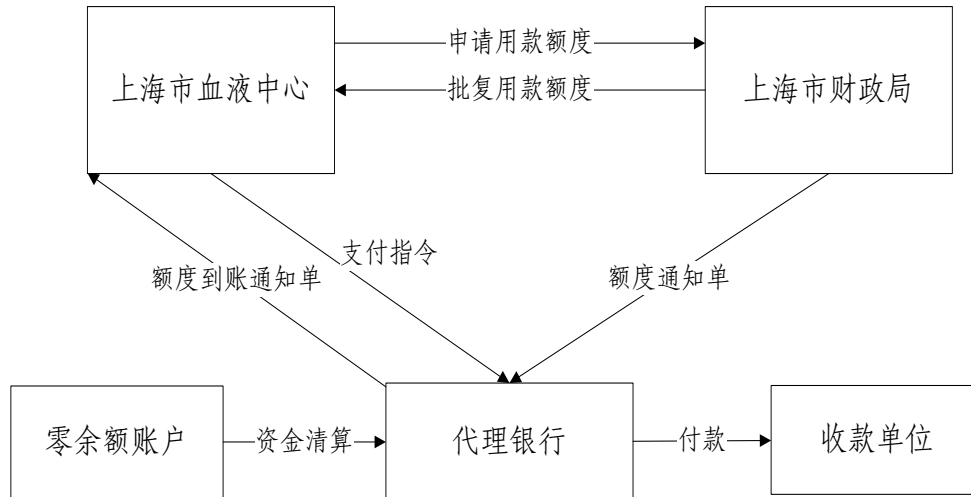 申请用款额度
上海市血液中心
批复用款额度
上海市财政局
支付指令
额度到账通知单
额度通知单
零余额账户
资金清算
代理银行
付款
收款单位